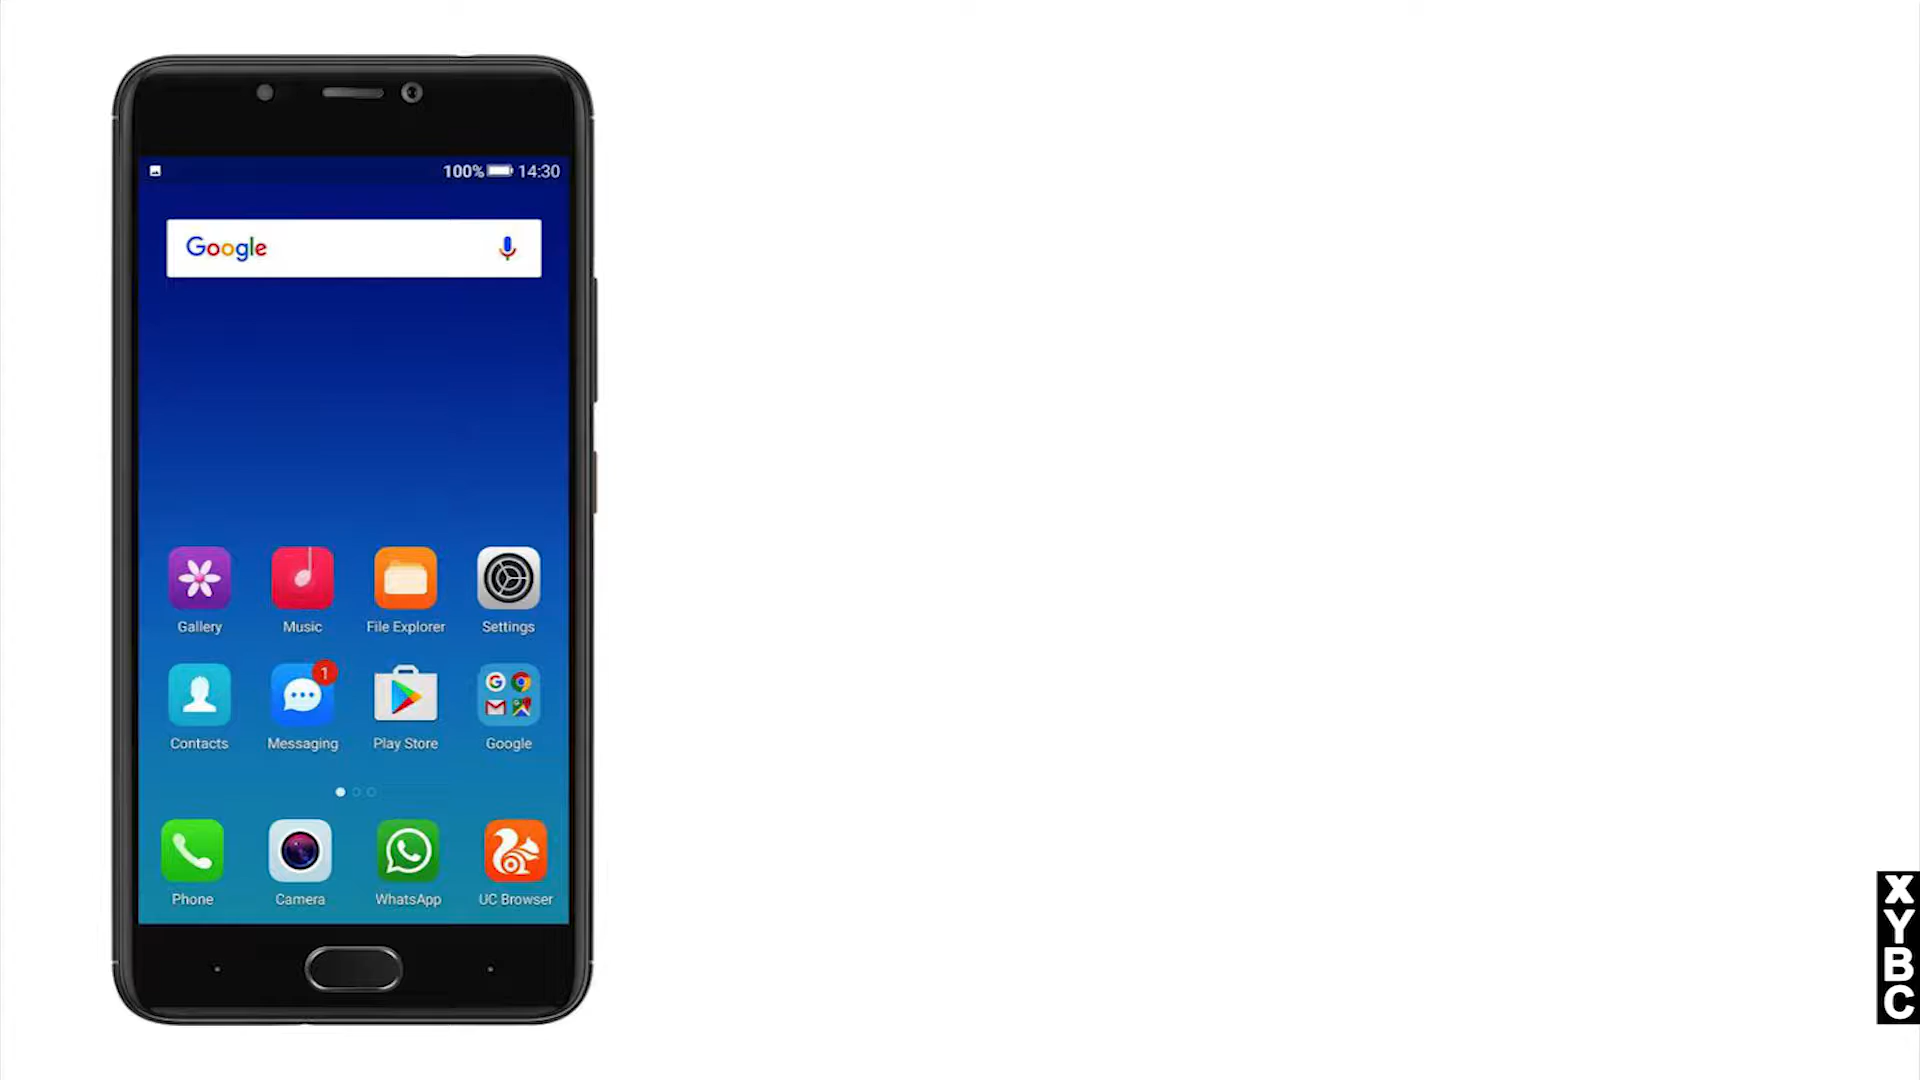 100% 14:30
Google
Gallery Music File Explorer Settings
1
Contacts Messaging Play Store Google
Phone Camera WhatsApp UC Browser
XYBC